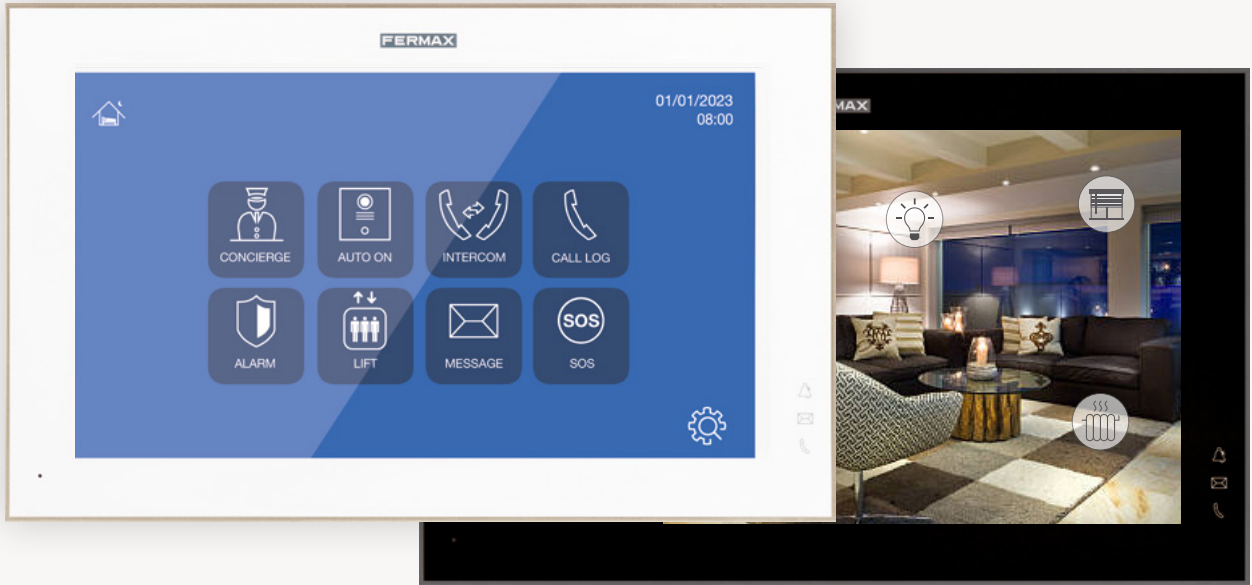 FERMAX
01/01/2023
08:00
CONCIERGE
AUTO ON
INTERCOM
CALL LOG
ALARM
LIFT
MESSAGE
SOS
SOS
MAX